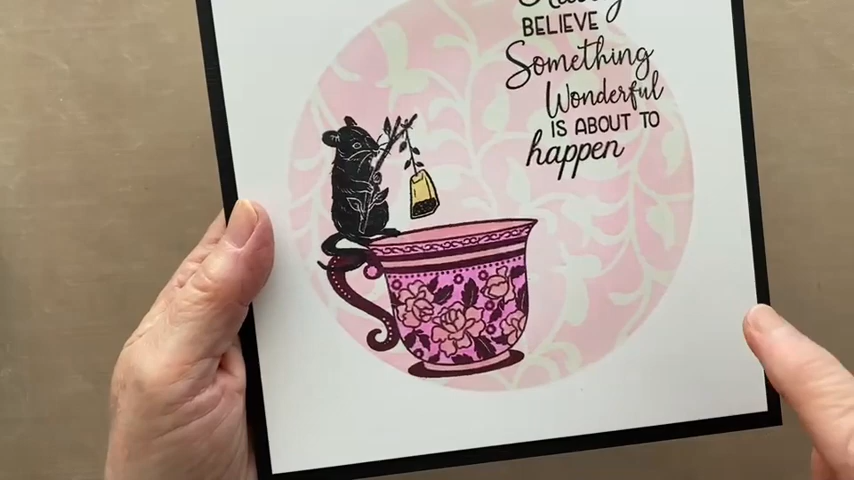 BELIEVE
Something
Wonderful
IS ABOUT TO
happen